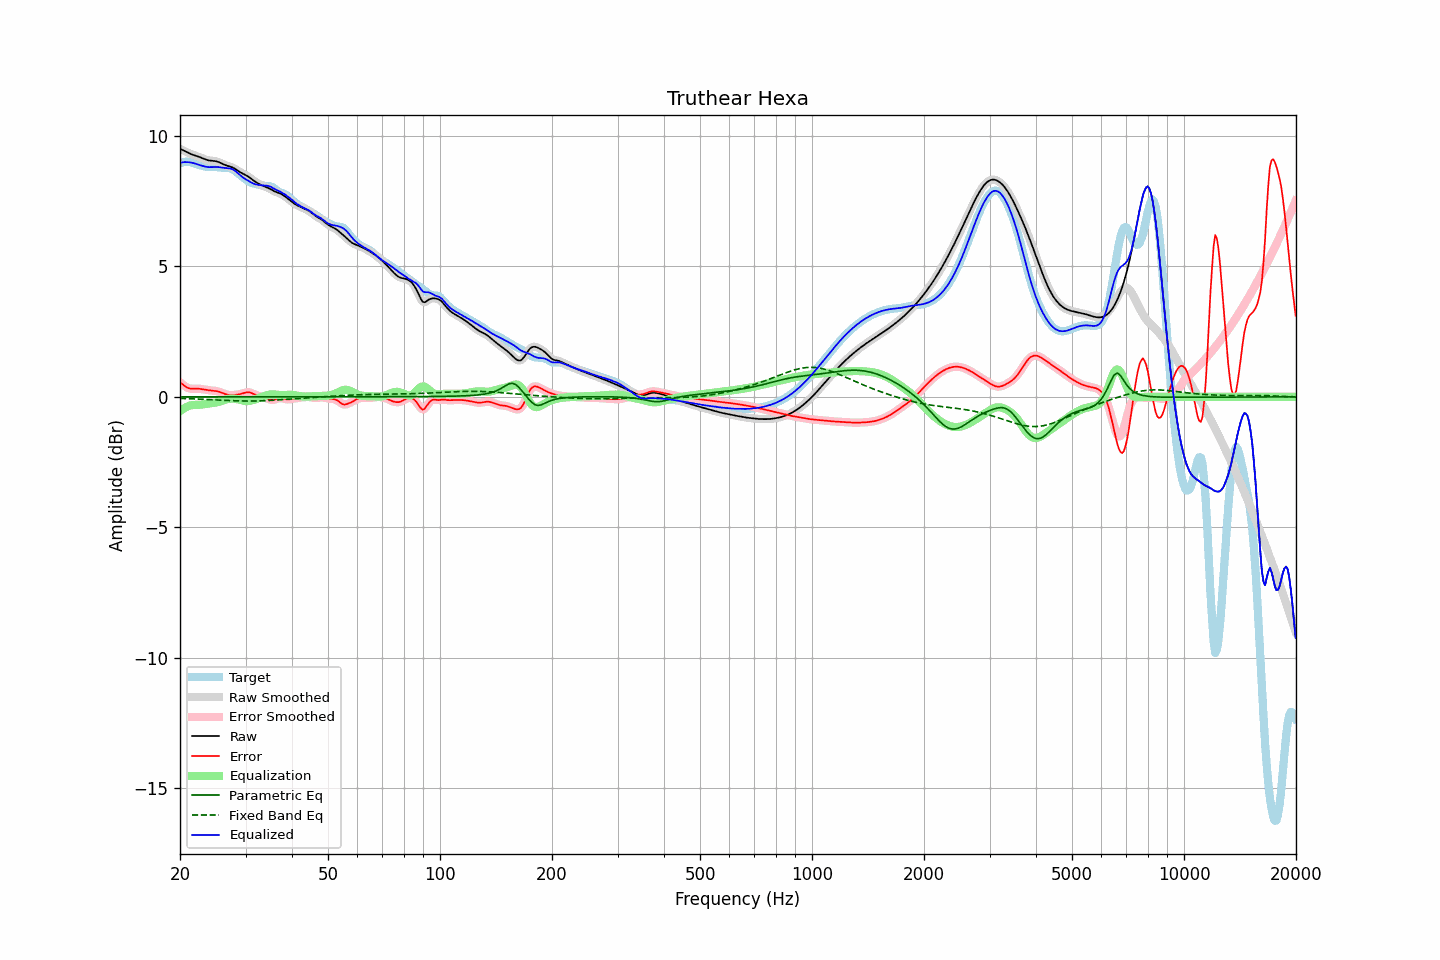 Truthear Hexa
10
5
0
−5
−10
−15
Amplitude (dBr)
Target
Raw Smoothed
Error Smoothed
Raw
Error
Equalization
Parametric Eq
Fixed Band Eq
Equalized
20 50 100 200 500 1000 2000 5000 10000 20000
Frequency (Hz)